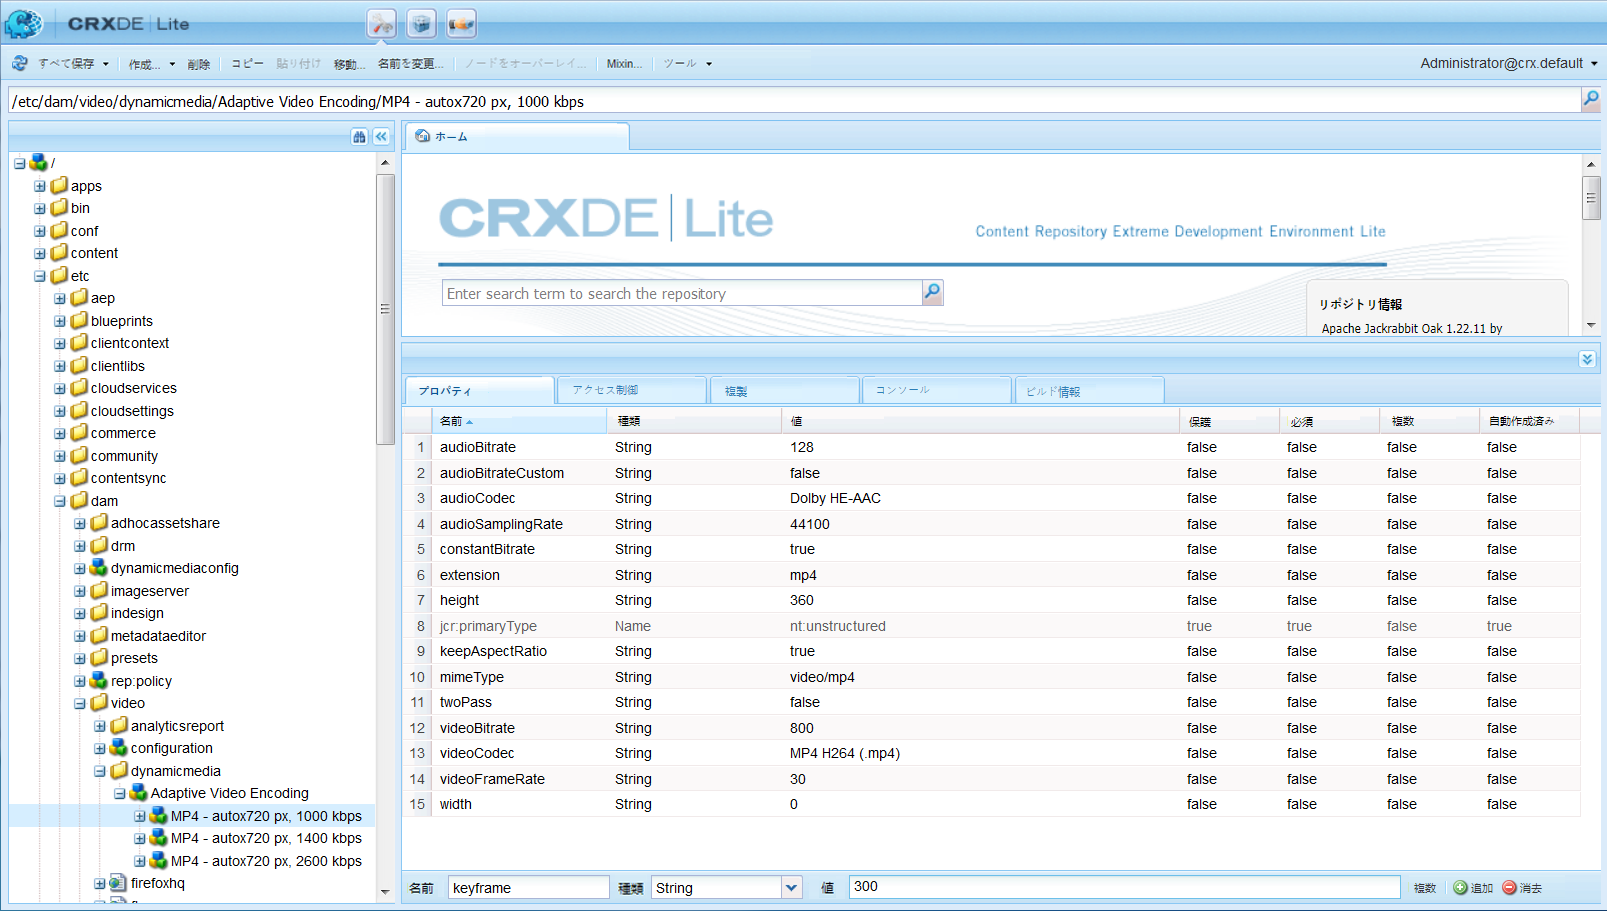 CRXDE | Lite
すべて保存 作成... 削除 コピー 貼り付け 移動... 名前を変更... ノードをオーバーレイ... Mixin... ツール Administrator@crx.default
/etc/dam/video/dynamicmedia/Adaptive Video Encoding/MP4 - autox720 px, 1000 kbps
/
apps
bin
conf
content
etc
aep
blueprints
clientcontext
clientlibs
cloudservices
cloudsettings
commerce
community
contentsync
dam
adhocassetshare
drm
dynamicmediaconfig
imageserver
indesign
metadataeditor
presets
rep:policy
video
analyticsreport
configuration
dynamicmedia
Adaptive Video Encoding
MP4 - autox720 px, 1000 kbps
MP4 - autox720 px, 1400 kbps
MP4 - autox720 px, 2600 kbps
firefoxhq
ホーム
CRXDE | Lite
Content Repository Extreme Development Environment Lite
Enter search term to search the repository
リポジトリ情報
Apache Jackrabbit Oak 1.22.11 by
プロパティ アクセス制御 複製 コンソール ビルド情報
名前 種類 値 保護 必須 複数 自動作成済み
1 audioBitrate String 128 false false false false
2 audioBitrateCustom String false false false false false
3 audioCodec String Dolby HE-AAC false false false false
4 audioSamplingRate String 44100 false false false false
5 constantBitrate String true false false false false
6 extension String mp4 false false false false
7 height String 360 false false false false
8 jcr:primaryType Name nt:unstructured true true false true
9 keepAspectRatio String true false false false false
10 mimeType String video/mp4 false false false false
11 twoPass String false false false false false
12 videoBitrate String 800 false false false false
13 videoCodec String MP4 H264 (.mp4) false false false false
14 videoFrameRate String 30 false false false false
15 width String 0 false false false false
名前 keyframe 種類 String 値 300 複数 追加 消去